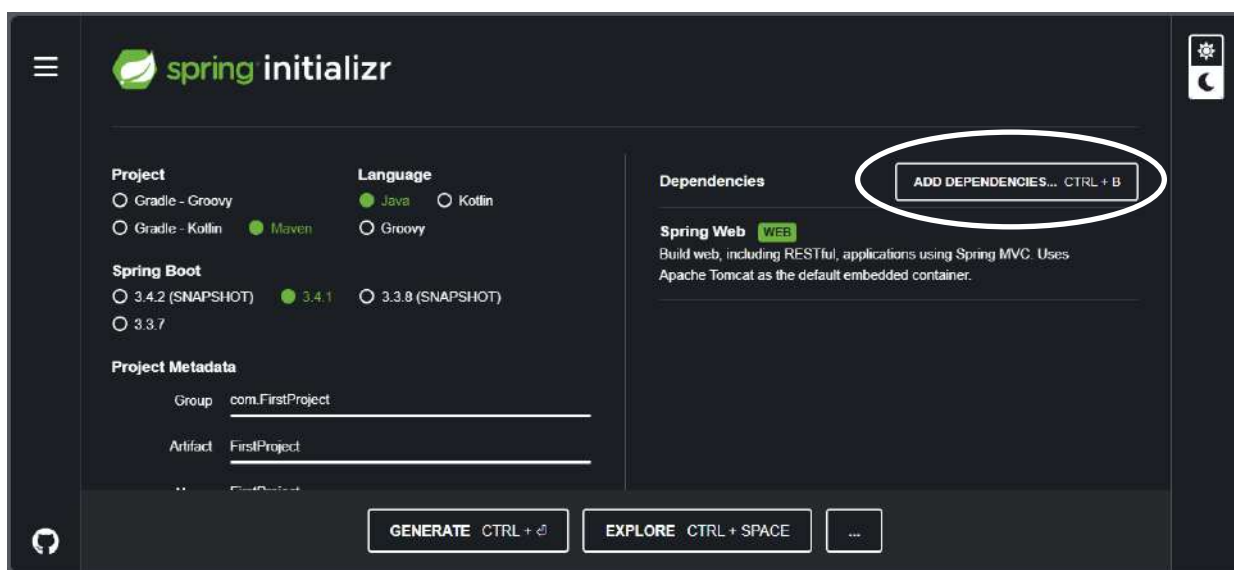 spring initializr
Project
Gradle - Groovy
Gradle - Kotlin Maven
Language
Java Kotlin
Groovy
Spring Boot
3.4.2 (SNAPSHOT) 3.4.1 3.3.8 (SNAPSHOT)
3.3.7
Project Metadata
Group com.FirstProject
Artifact FirstProject
Dependencies
ADD DEPENDENCIES... CTRL + B
Spring Web WEB
Build web, including RESTful, applications using Spring MVC. Uses
Apache Tomcat as the default embedded container.
GENERATE CTRL + ⏎
EXPLORE CTRL + SPACE
...